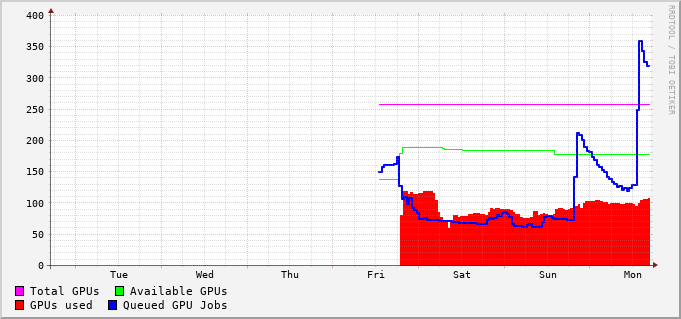 400
350
300
250
200
150
100
50
0
Tue Wed Thu Fri Sat Sun Mon
Total GPUs Available GPUs
GPUs used Queued GPU Jobs
RRDTOOL / TOBI OETIKER